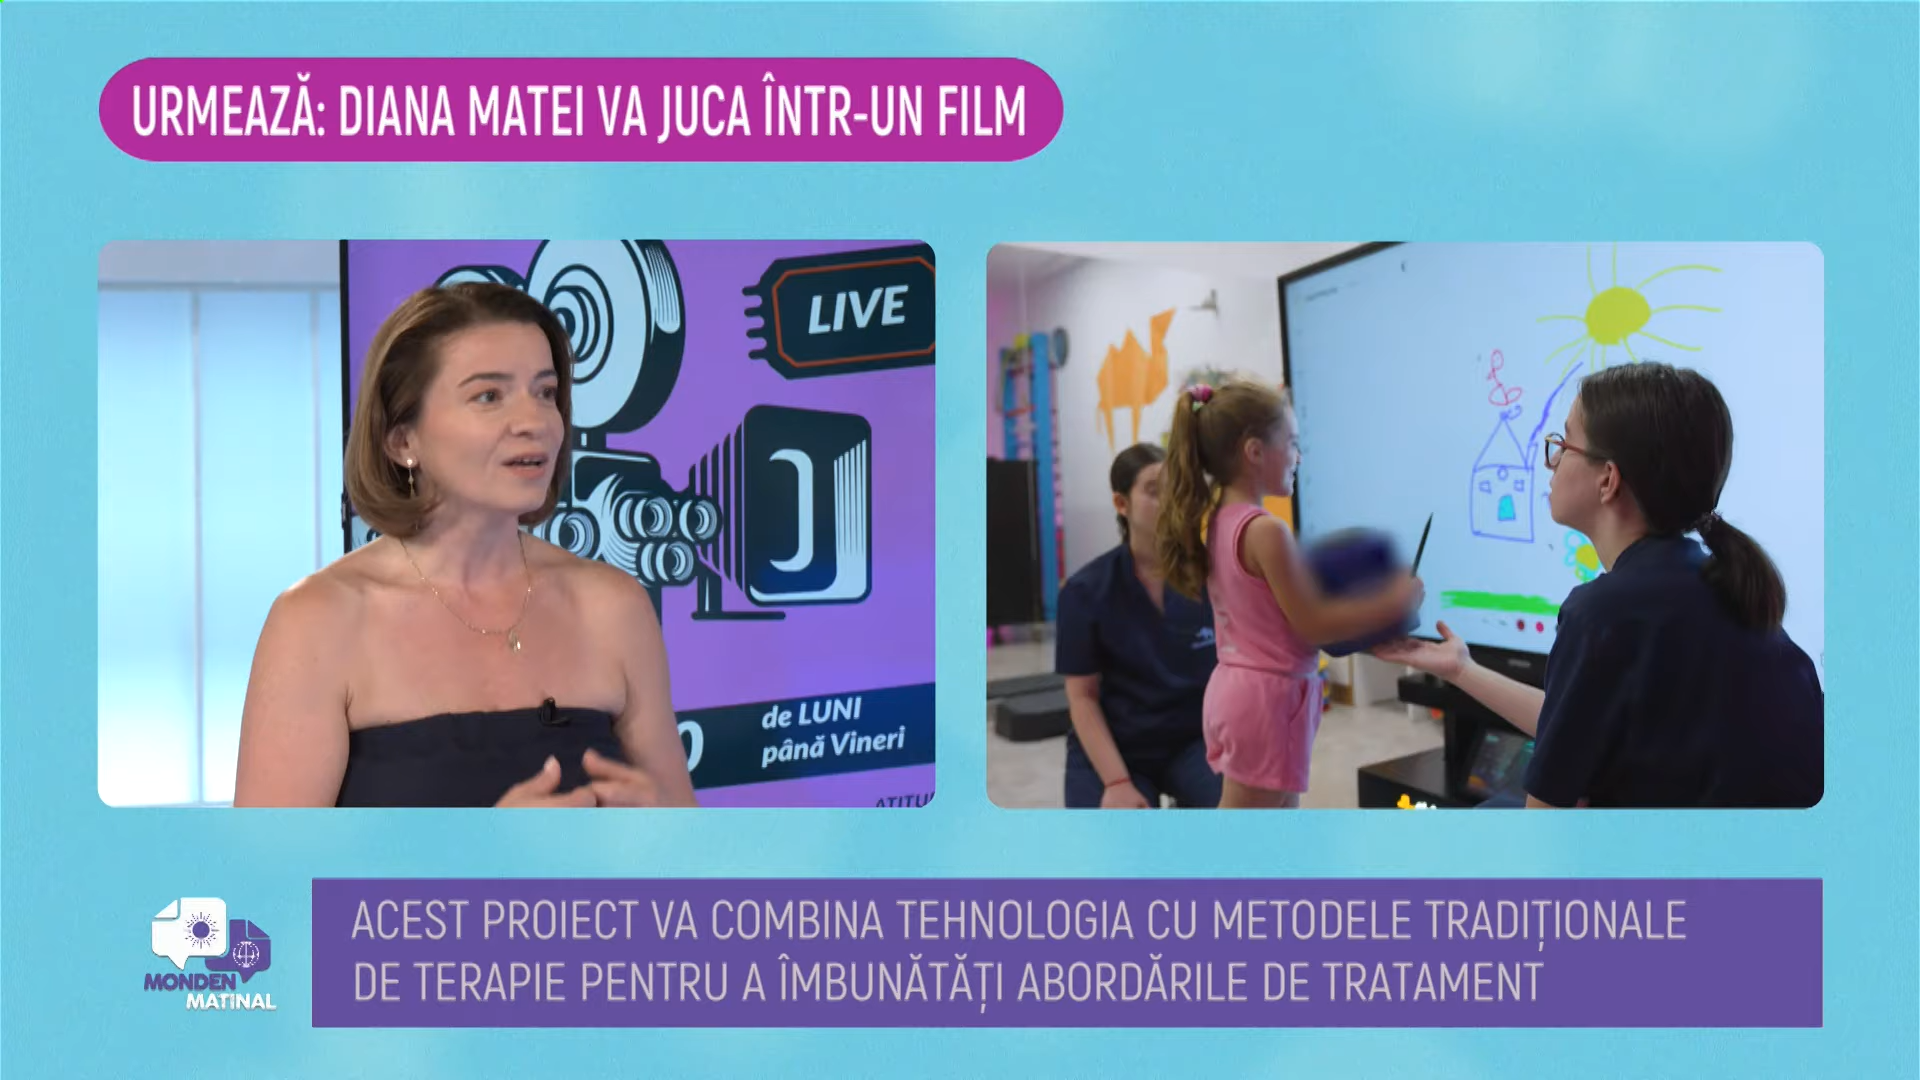 URMEAZĂ: DIANA MATEI VA JUCA ÎNTR-UN FILM
LIVE
de LUNI
până Vineri
ACEST PROIECT VA COMBINA TEHNOLOGIA CU METODELE TRADIȚIONALE
DE TERAPIE PENTRU A ÎMBUNĂTĂȚI ABORDĂRILE DE TRATAMENT
MONDEN
MATINAL